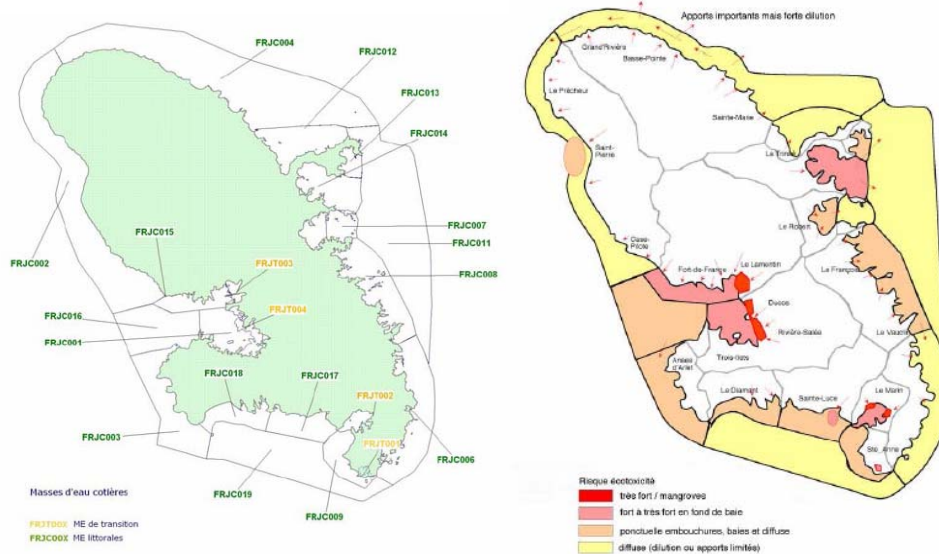 FRJC004
FRJC012
FRJC013
FRJC014
FRJC007
FRJC011
FRJC008
FRJC015
FRJT003
FRJC002
FRJT004
FRJC016
FRJC001
FRJC018
FRJC017
FRJT002
FRJC003
FRJT001
FRJC006
FRJC019
FRJC009
Masses d'eau cotières
FRJT00X ME de transition
FRJC00X ME littorales
Apports importants mais forte dilution
Grand'Rivière
Basse-Pointe
Le Prêcheur
Sainte-Marie
Saint-Pierre
La Trinité
Le Robert
Case-Pilote
Fort-de-France
Le Lamentin
La François
Ducos
Rivière-Salée
Le Vauclin
Trois-Ilets
Anses d'Arlet
Le Diamant
Sainte-Luce
Le Marin
Ste_Anne
Risque écotoxicité
très fort / mangroves
fort à très fort en fond de baie
ponctuelle embouchures, baies et diffuse
diffuse (dilution ou apports limitée)